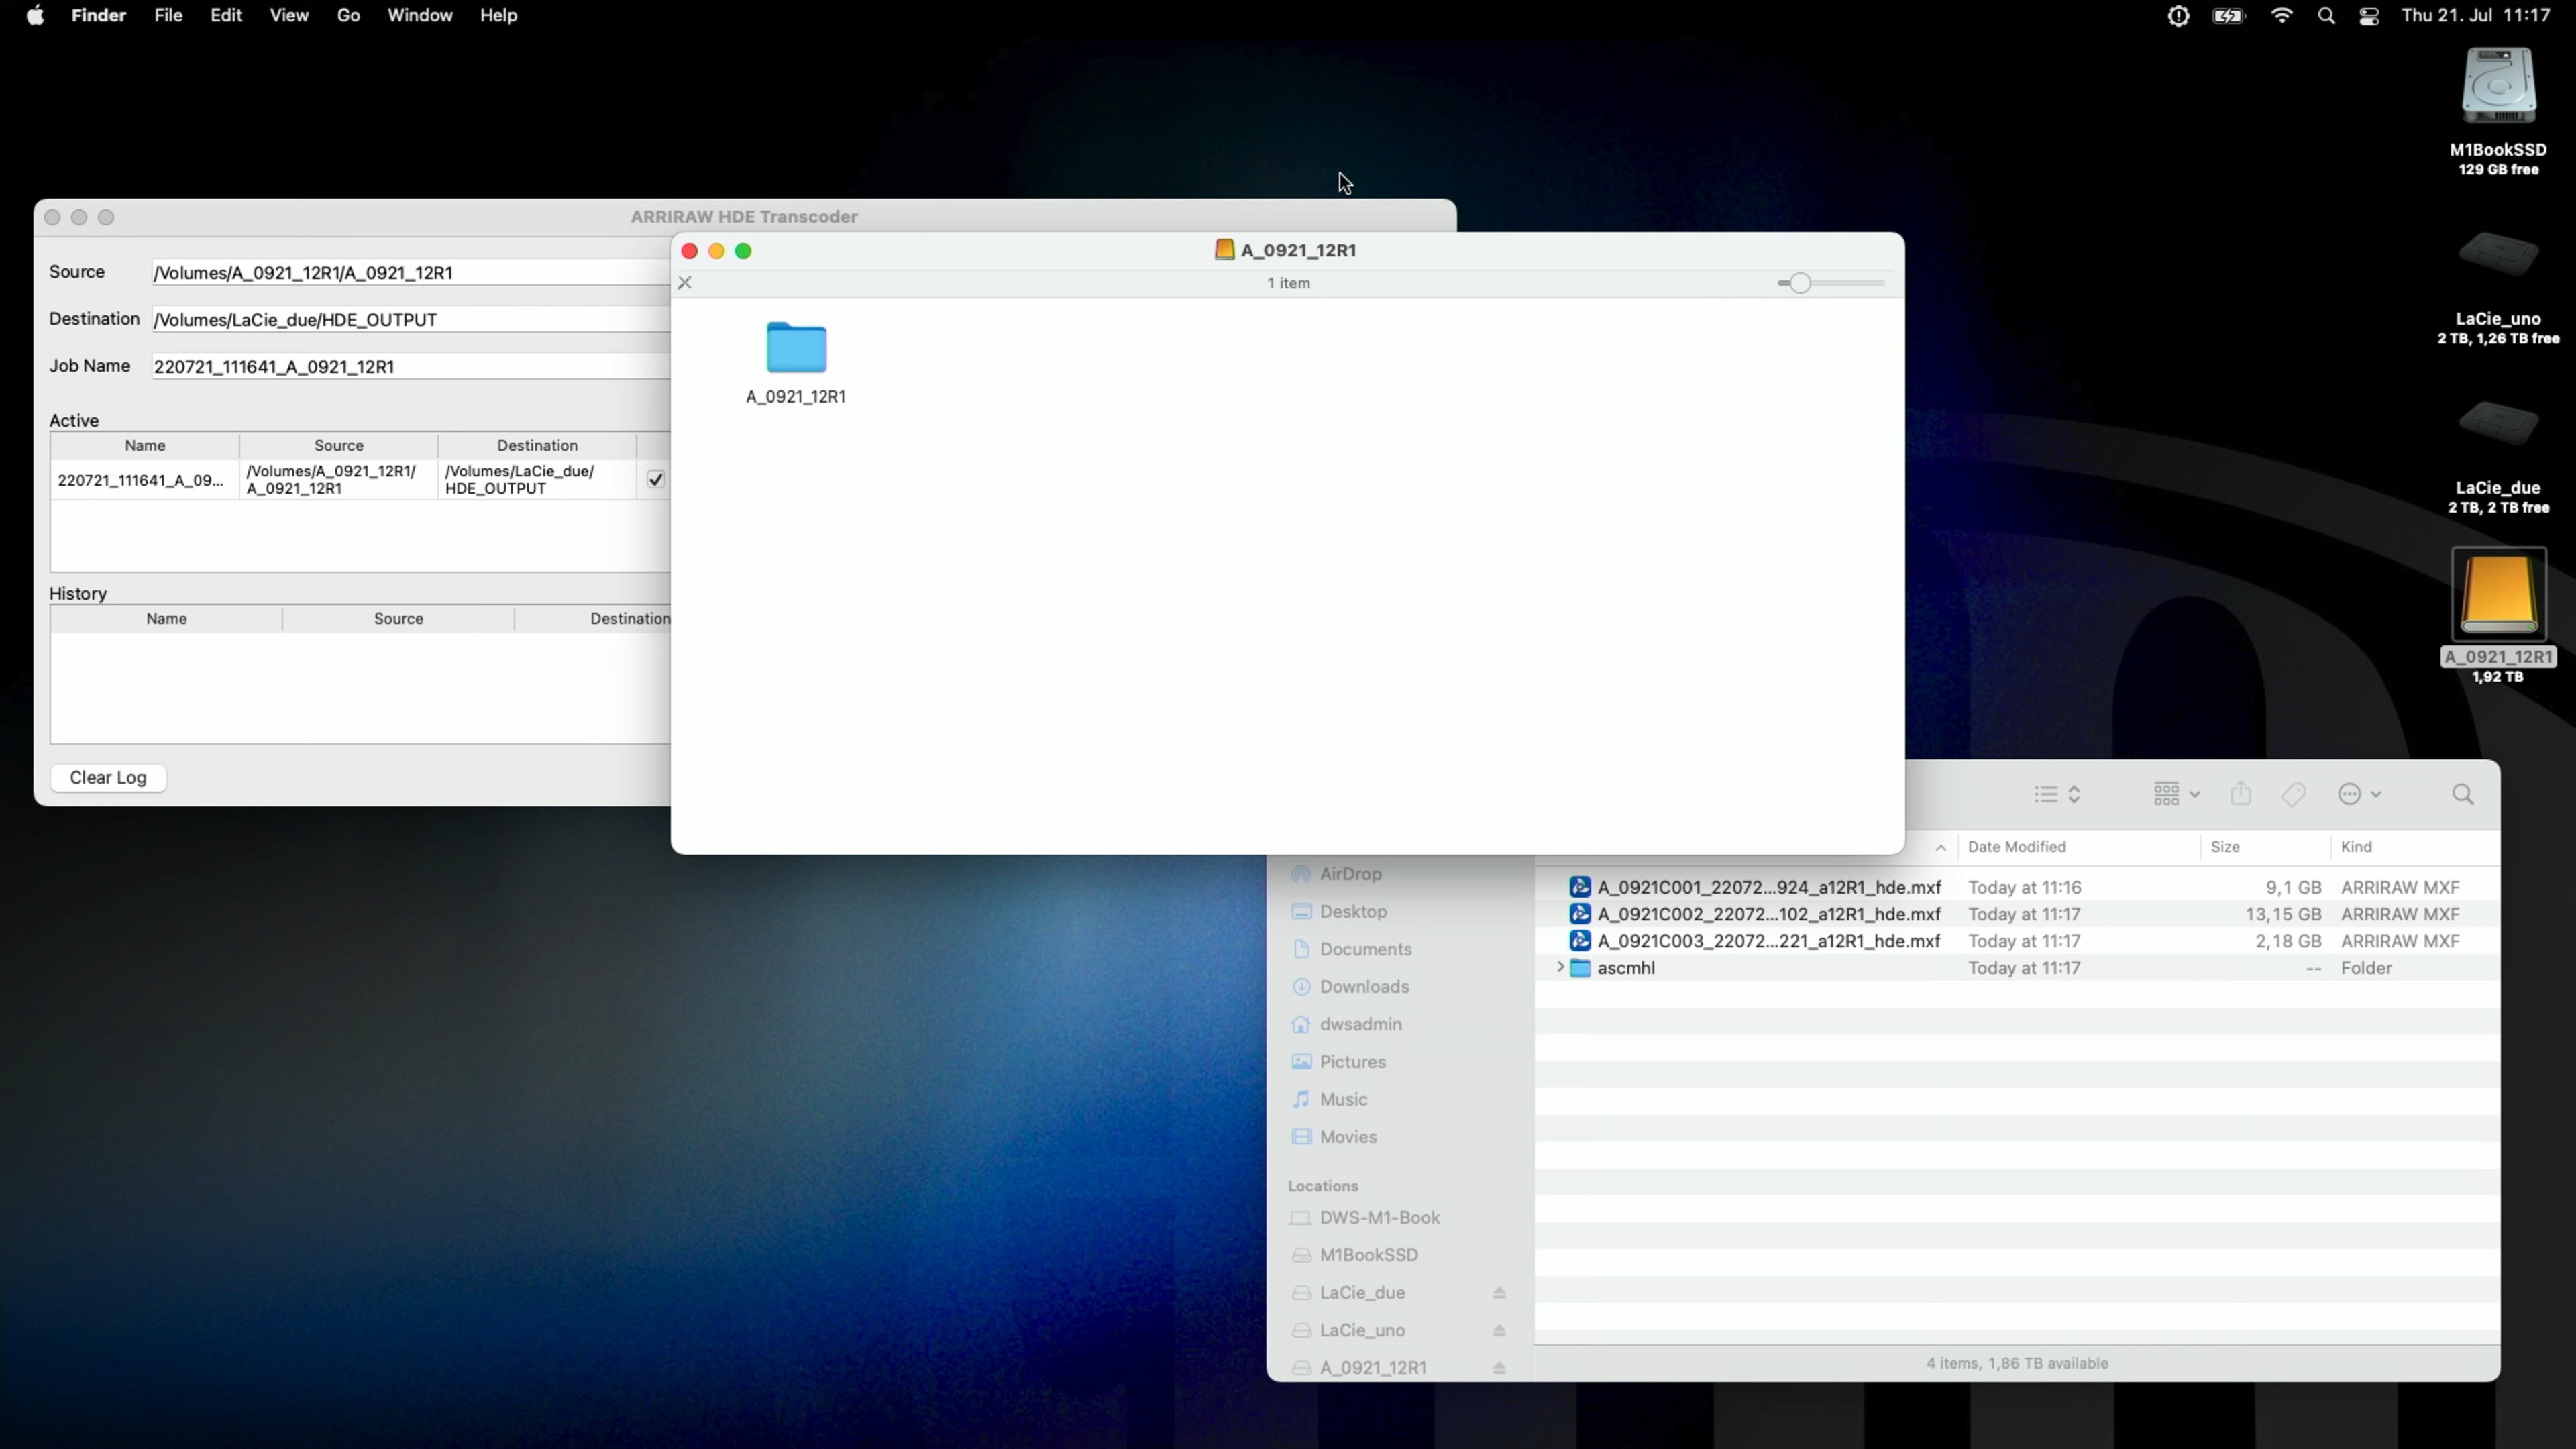 Finder File Edit View Go Window Help
Thu 21. Jul 11:17
M1BookSSD
129 GB free
LaCie_uno
2 TB, 1,26 TB free
LaCie_due
2 TB, 2 TB free
A_0921_12R1
1,92 TB
ARRIRAW HDE Transcoder
Source /Volumes/A_0921_12R1/A_0921_12R1
Destination /Volumes/LaCie_due/HDE_OUTPUT
Job Name 220721_111641_A_0921_12R1
Active
Name Source Destination
220721_111641_A_09... /Volumes/A_0921_12R1/ /Volumes/LaCie_due/
A_0921_12R1 HDE_OUTPUT
History
Name Source Destination
Clear Log
A_0921_12R1
1 item
A_0921_12R1
Date Modified Size Kind
A_0921C001_22072...924_a12R1_hde.mxf Today at 11:16 9,1 GB ARRIRAW MXF
A_0921C002_22072...102_a12R1_hde.mxf Today at 11:17 13,15 GB ARRIRAW MXF
A_0921C003_22072...221_a12R1_hde.mxf Today at 11:17 2,18 GB ARRIRAW MXF
ascmhl Today at 11:17 -- Folder
AirDrop
Desktop
Documents
Downloads
dwsadmin
Pictures
Music
Movies
Locations
DWS-M1-Book
M1BookSSD
LaCie_due
LaCie_uno
A_0921_12R1
4 items, 1,86 TB available